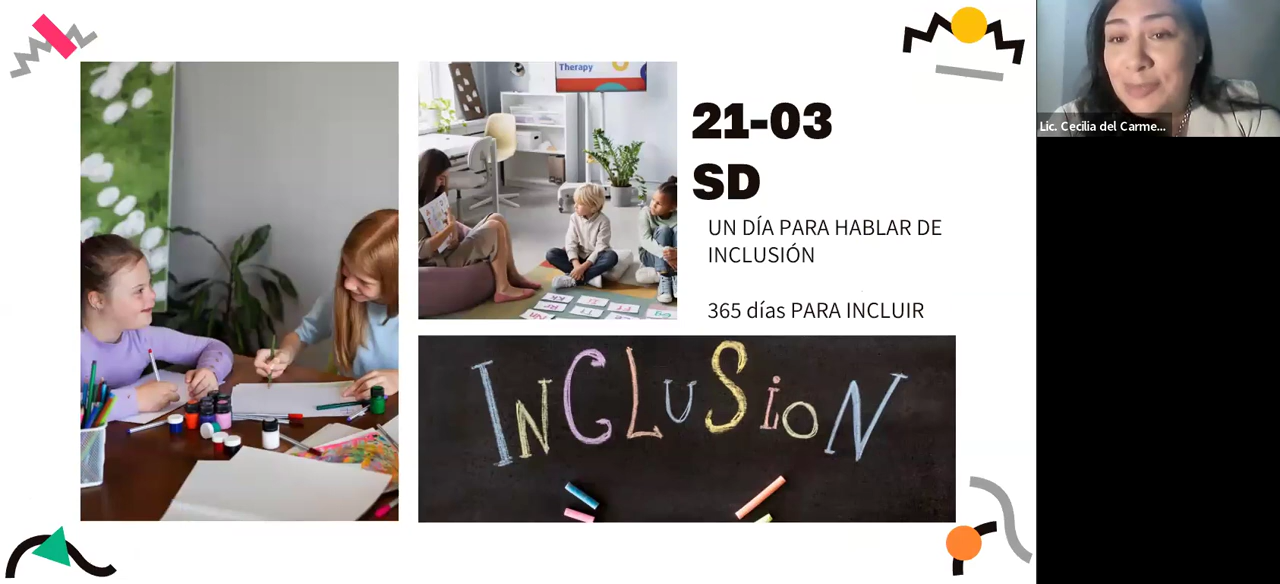 Therapy
21-03
SD
UN DÍA PARA HABLAR DE
INCLUSIÓN
365 días PARA INCLUIR
INCLUSiON
Lic. Cecilia del Carme...